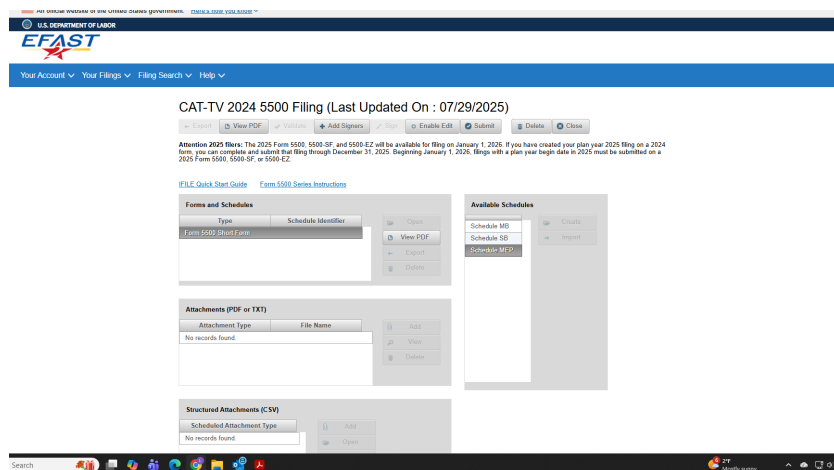 An official website of the United States government. Here's how you know
U.S. DEPARTMENT OF LABOR
EFAST
Your Account Your Filings Filing Search Help
CAT-TV 2024 5500 Filing (Last Updated On : 07/29/2025)
Export View PDF Validate Add Signers Sign Enable Edit Submit Delete Close
Attention 2025 filers: The 2025 Form 5500, 5500-SF, and 5500-EZ will be available for filing on January 1, 2026. If you have created your plan year 2025 filing on a 2024
form, you can complete and submit that filing through December 31, 2025. Beginning January 1, 2026, filings with a plan year begin date in 2025 must be submitted on a
2025 Form 5500, 5500-SF, or 5500-EZ.
IFILE Quick Start Guide Form 5500 Series Instructions
Forms and Schedules
Type Schedule Identifier
Form 5500 Short Form
Open
View PDF
Export
Delete
Available Schedules
Schedule MB
Schedule SB
Schedule MEP
Create
Import
Attachments (PDF or TXT)
Attachment Type File Name
No records found.
Add
View
Delete
Structured Attachments (CSV)
Scheduled Attachment Type
No records found.
Add
Open
Search
2°F
Mostly sunny